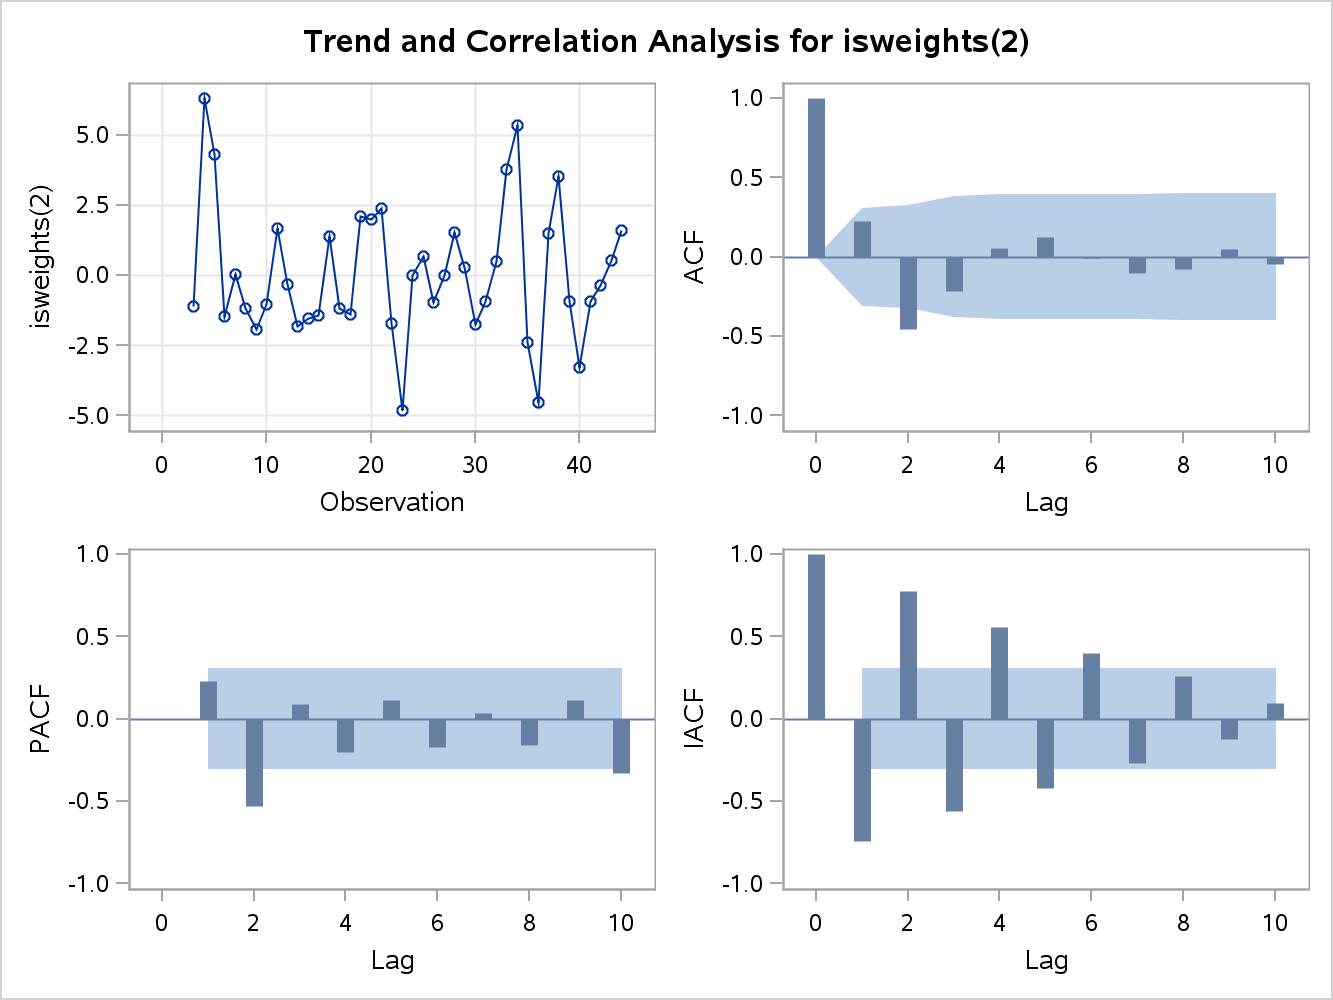 Trend and Correlation Analysis for isweights(2)
isweights(2)
5.0
2.5
0.0
-2.5
-5.0
0 10 20 30 40
Observation
ACF
1.0
0.5
0.0
-0.5
-1.0
0 2 4 6 8 10
Lag
PACF
1.0
0.5
0.0
-0.5
-1.0
0 2 4 6 8 10
Lag
IACF
1.0
0.5
0.0
-0.5
-1.0
0 2 4 6 8 10
Lag